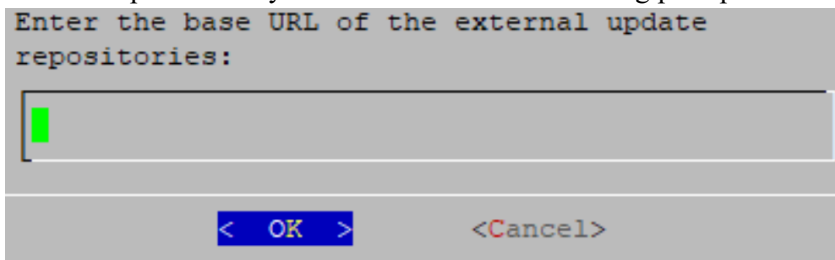 Enter the base URL of the external update
repositories:
< OK > <Cancel>